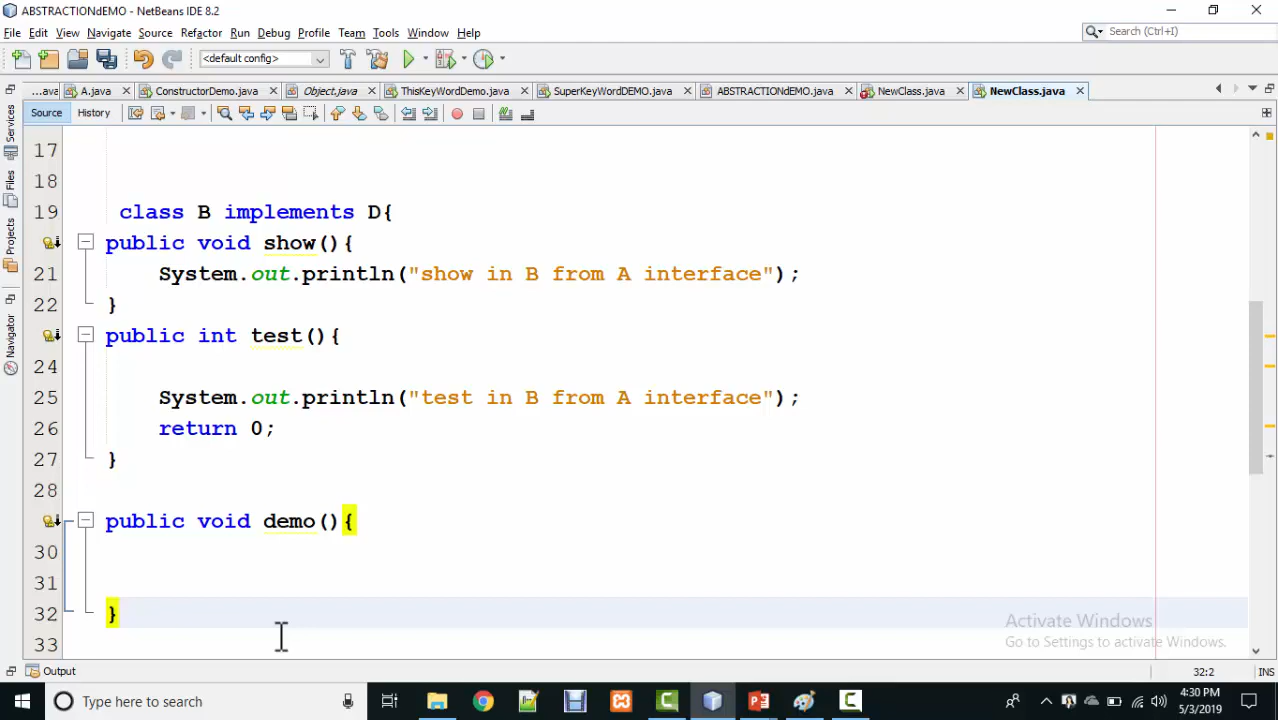 ABSTRACTIONdEMO - NetBeans IDE 8.2
File Edit View Navigate Source Refactor Run Debug Profile Team Tools Window Help
Search (Ctrl+I)
<default config>
...ava A.java ConstructorDemo.java Object.java ThisKeyWordDemo.java SuperKeyWordDEMO.java ABSTRACTIONdEMO.java NewClass.java NewClass.java
Source History
Services
Files
Projects
Navigator
17
18
19 class B implements D{
public void show(){
21 System.out.println("show in B from A interface");
22 }
public int test(){
24
25 System.out.println("test in B from A interface");
26 return 0;
27 }
28
public void demo(){
30
31
32 }
33
Activate Windows
Go to Settings to activate Windows.
Output
32:2 INS
Type here to search
4:30 PM
5/3/2019